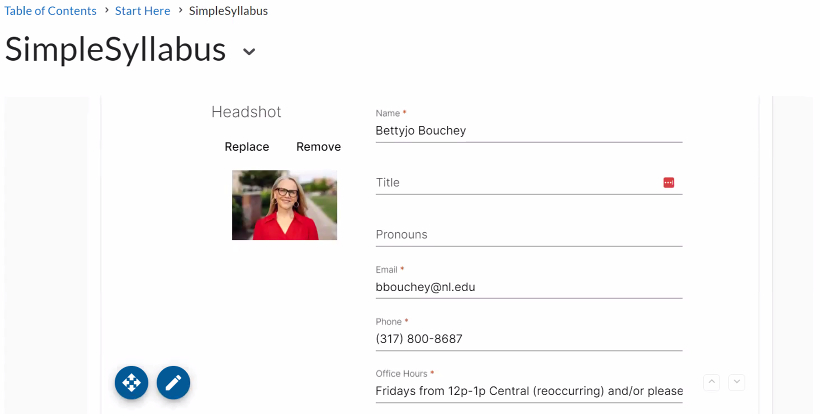 Table of Contents › Start Here › SimpleSyllabus
SimpleSyllabus
Headshot
Replace Remove
Name *
Bettyjo Bouchey
Title
Pronouns
Email *
bbouchey@nl.edu
Phone *
(317) 800-8687
Office Hours *
Fridays from 12p-1p Central (reoccurring) and/or please